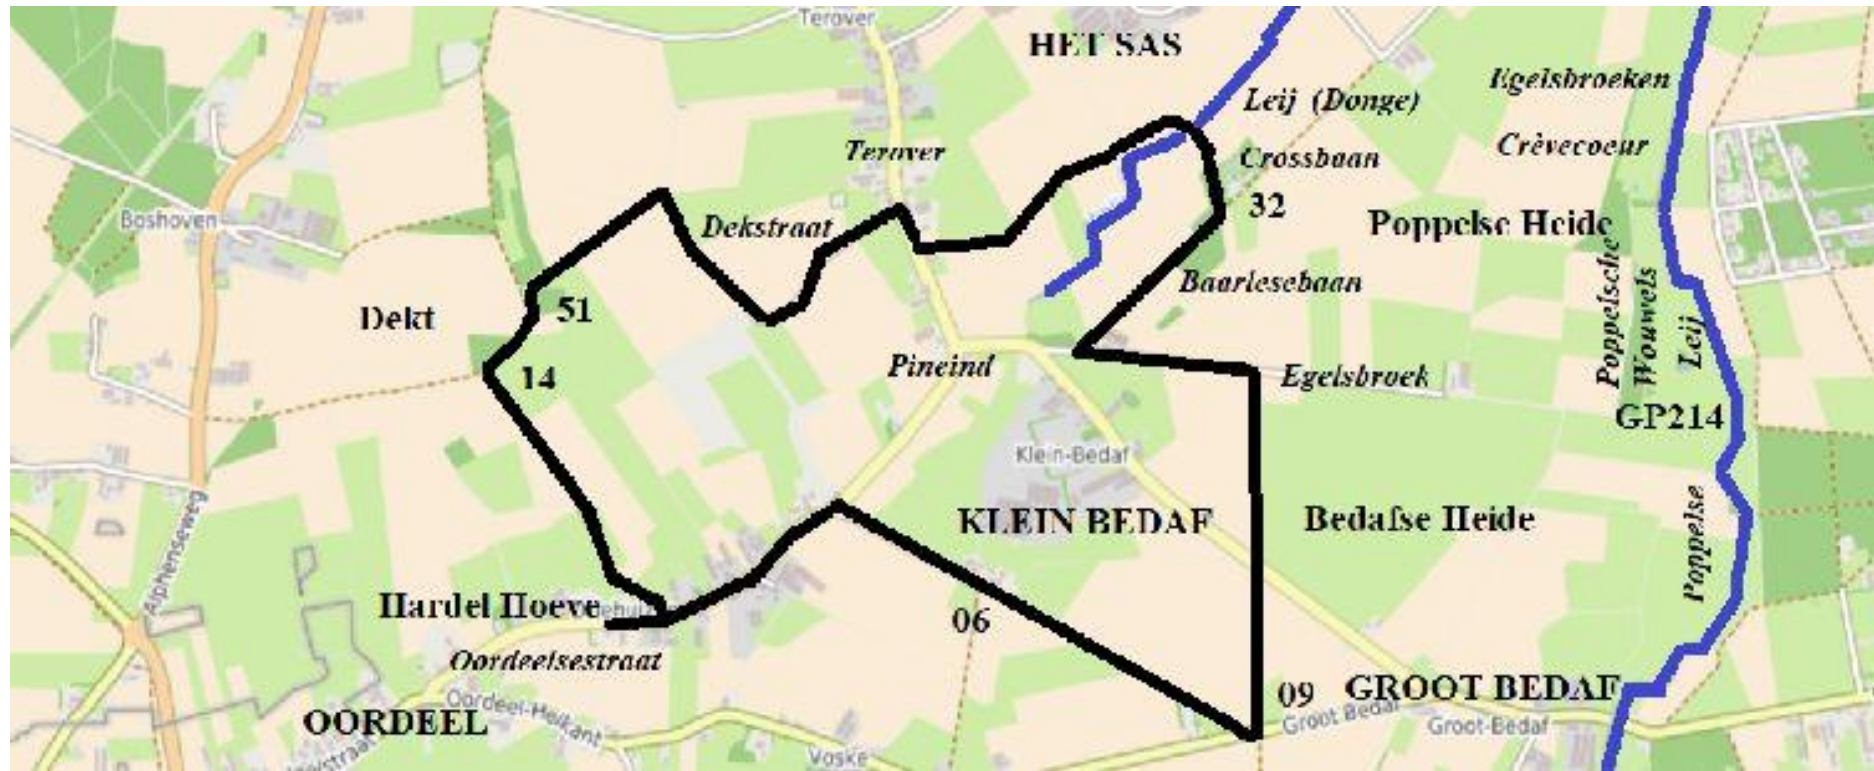 Terover
HET SAS
Egelsbroeken
Leij (Donge)
Terover
Crossbaan
Crèvecoeur
32
Boshoven
Dekstraat
Poppelse Heide
Baarlesebaan
Poppelsche
Wouwels
Leij
Dekt
51
14
Pineind
Egelsbroek
GP214
Klein-Bedaf
KLEIN BEDAF
Bedafse Heide
Poppelse
Alphenseweg
Hardel Hoeve
06
Oordeelsestraat
09
GROOT BEDAF
OORDEEL
Oordeel-Heikant
Groot Bedaf
Groot-Bedaf
Voske